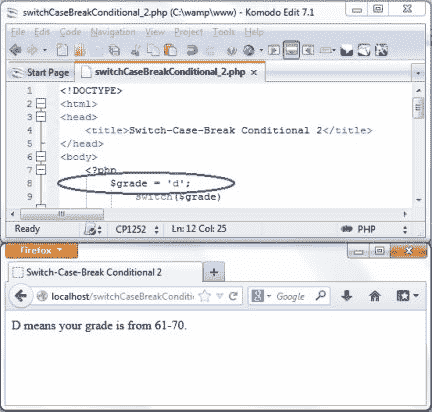 switchCaseBreakConditional_2.php (C:\wamp\www) - Komodo Edit 7.1
File Edit Code Navigation Project Tools Help
Start Page switchCaseBreakConditional_2.php
1 <!DOCTYPE>
2 <html>
3 <head>
4 <title>Switch-Case-Break Conditional 2</title>
5 </head>
6 <body>
7 <?php
8 $grade = 'd';
9 switch($grade)
Ready CP1252 Ln: 12 Col: 25 PHP
Firefox
Switch-Case-Break Conditional 2
localhost/switchCaseBreakConditi
Google
D means your grade is from 61-70.